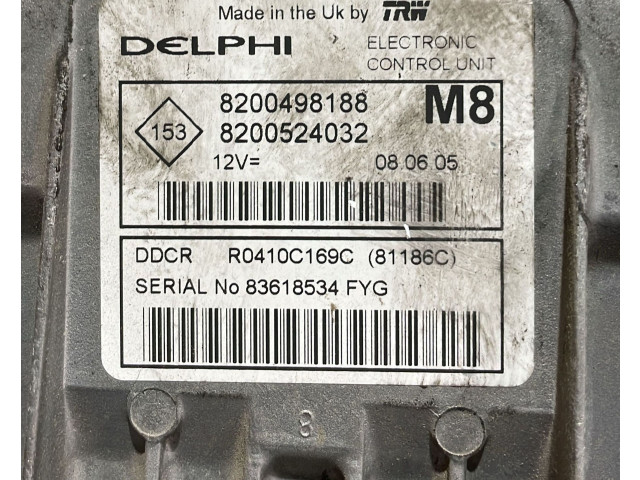 Made in the Uk by TRW
DELPHI ELECTRONIC
CONTROL UNIT
153
8200498188 M8
8200524032
12V= 08.06.05
DDCR R0410C169C (81186C)
SERIAL No 83618534 FYG
8